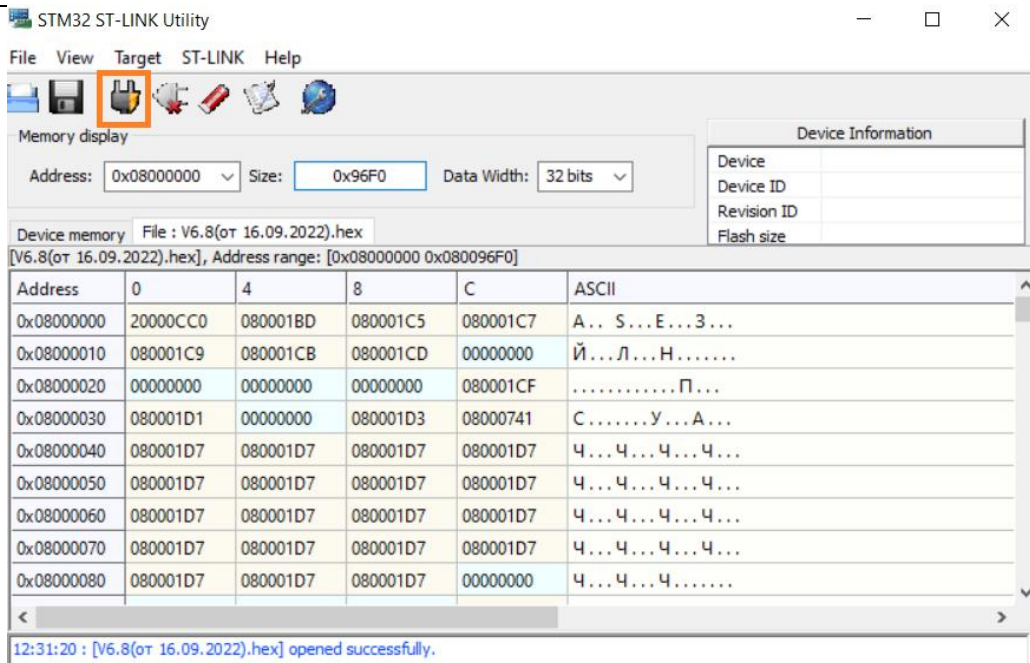 STM32 ST-LINK Utility
File View Target ST-LINK Help
Memory display
Address: 0x08000000 Size: 0x96F0 Data Width: 32 bits
Device Information
Device
Device ID
Revision ID
Flash size
Device memory File : V6.8(от 16.09.2022).hex
[V6.8(от 16.09.2022).hex], Address range: [0x08000000 0x080096F0]
Address 0 4 8 C ASCII
0x08000000 20000CC0 080001BD 080001C5 080001C7 А.. Ѕ...Е...З...
0x08000010 080001C9 080001CB 080001CD 00000000 Й...Л...Н.......
0x08000020 00000000 00000000 00000000 080001CF ............П...
0x08000030 080001D1 00000000 080001D3 08000741 С.......У...A...
0x08000040 080001D7 080001D7 080001D7 080001D7 Ч...Ч...Ч...Ч...
0x08000050 080001D7 080001D7 080001D7 080001D7 Ч...Ч...Ч...Ч...
0x08000060 080001D7 080001D7 080001D7 080001D7 Ч...Ч...Ч...Ч...
0x08000070 080001D7 080001D7 080001D7 080001D7 Ч...Ч...Ч...Ч...
0x08000080 080001D7 080001D7 080001D7 00000000 Ч...Ч...Ч.......
12:31:20 : [V6.8(от 16.09.2022).hex] opened successfully.